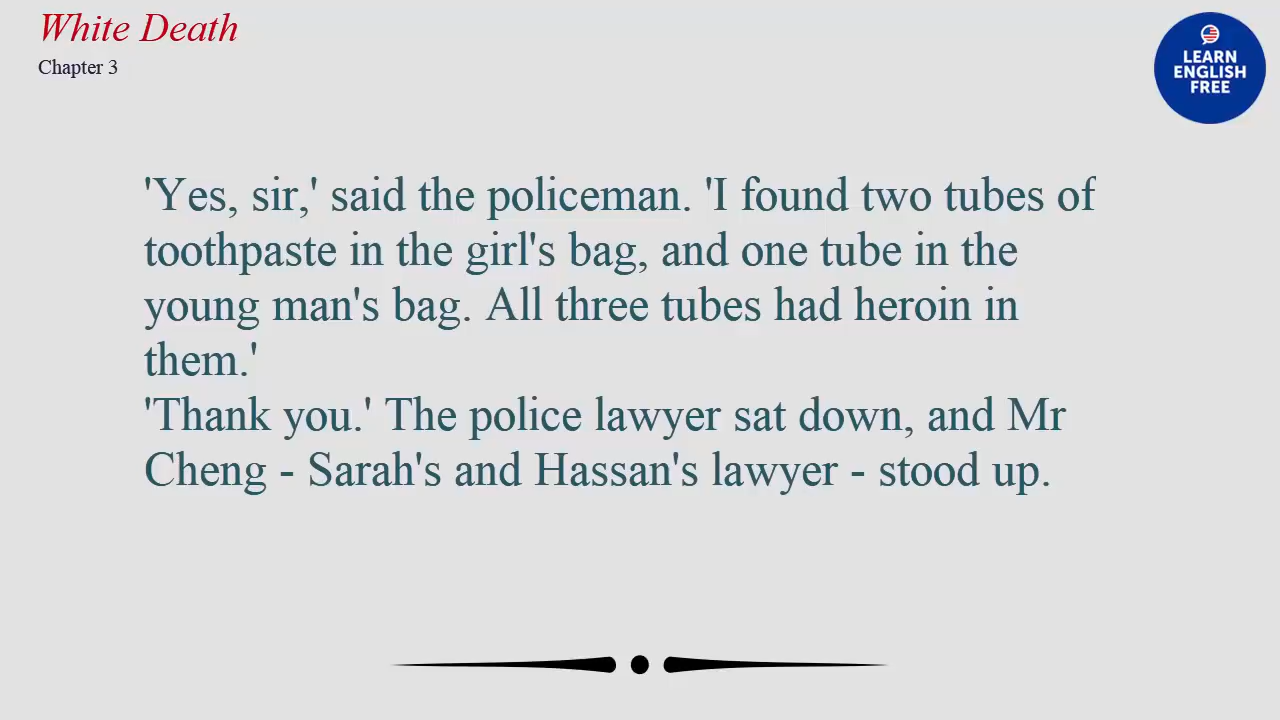 White Death
Chapter 3
LEARN
ENGLISH
FREE
'Yes, sir,' said the policeman. 'I found two tubes of
toothpaste in the girl's bag, and one tube in the
young man's bag. All three tubes had heroin in
them.'
'Thank you.' The police lawyer sat down, and Mr
Cheng - Sarah's and Hassan's lawyer - stood up.